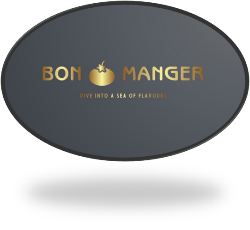 BON MANGER
DIVE INTO A SEA OF FLAVOURS